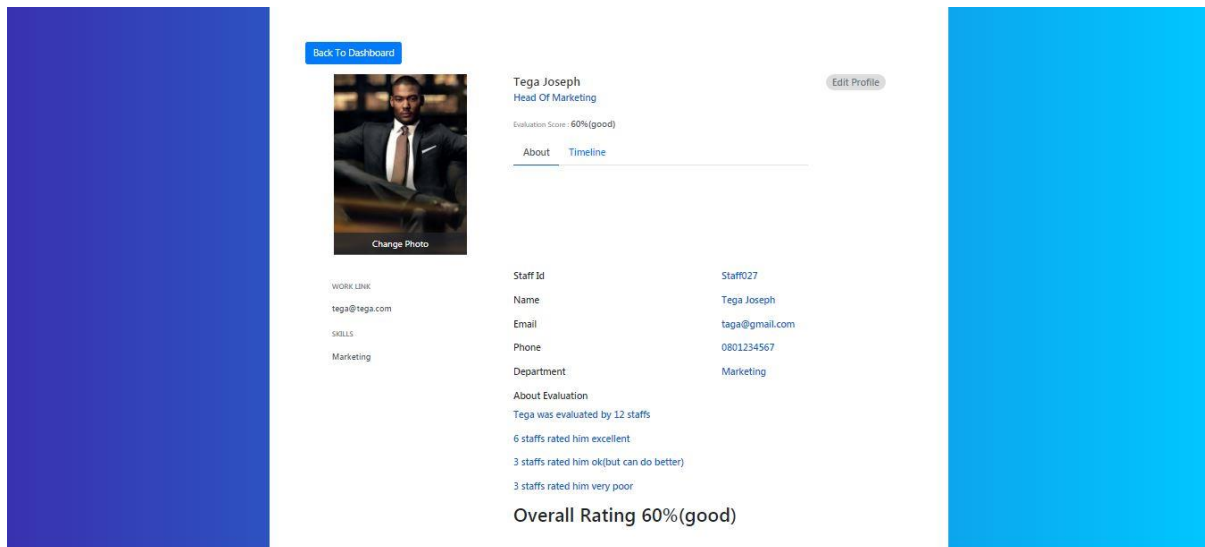 Back To Dashboard
Tega Joseph
Edit Profile
Head Of Marketing
Evaluation Score : 60%(good)
About Timeline
Change Photo
WORK LINK
tega@tega.com
SKILLS
Marketing
Staff Id Staff027
Name Tega Joseph
Email taga@gmail.com
Phone 0801234567
Department Marketing
About Evaluation
Tega was evaluated by 12 staffs
6 staffs rated him excellent
3 staffs rated him ok(but can do better)
3 staffs rated him very poor
Overall Rating 60%(good)